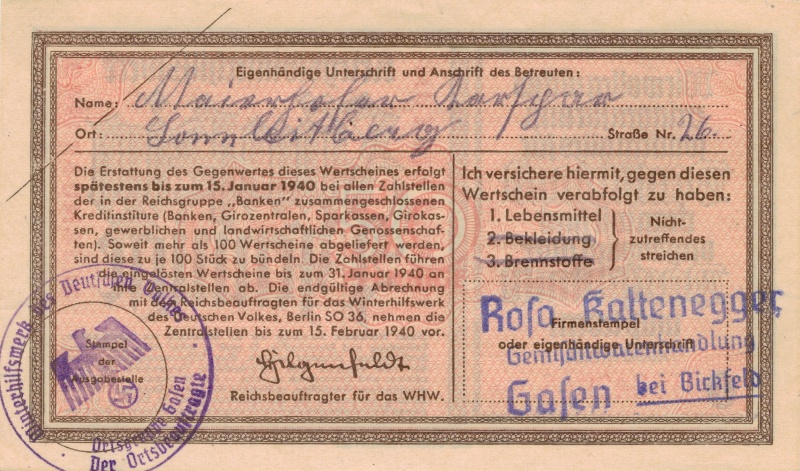 Eigenhändige Unterschrift und Anschrift des Betreuten:
Name: Maierhofer
Ort: Sonnleitberg Straße Nr. 26.
Die Erstattung des Gegenwertes dieses Wertscheines erfolgt
spätestens bis zum 15. Januar 1940 bei allen Zahlstellen
der in der Reichsgruppe „Banken" zusammengeschlossenen
Kreditinstitute (Banken, Girozentralen, Sparkassen, Girokas-
sen, gewerblichen und landwirtschaftlichen Genossenschaf-
ten). Soweit mehr als 100 Wertscheine abgeliefert werden,
sind diese zu je 100 Stück zu bündeln. Die Zahlstellen führen
die eingelösten Wertscheine bis zum 31. Januar 1940 an
ihre Zentralstellen ab. Die endgültige Abrechnung
mit dem Reichsbeauftragten für das Winterhilfswerk
des Deutschen Volkes, Berlin SO 36, nehmen die
Zentralstellen bis zum 15. Februar 1940 vor.
Hilgenfeldt
Reichsbeauftragter für das WHW.
Ich versichere hiermit, gegen diesen
Wertschein verabfolgt zu haben:
1. Lebensmittel
2. Bekleidung
3. Brennstoffe
Nicht-
zutreffendes
streichen
Rosa Kaltenegger
Firmenstempel
oder eigenhändige Unterschrift
Gemischtwarenhandlung
Gasen bei Birkfeld
Winterhilfswerk des Deutschen Volkes
Stempel
der
Ausgabestelle
Ortsgruppe Gasen
Der Ortsbeauftragte